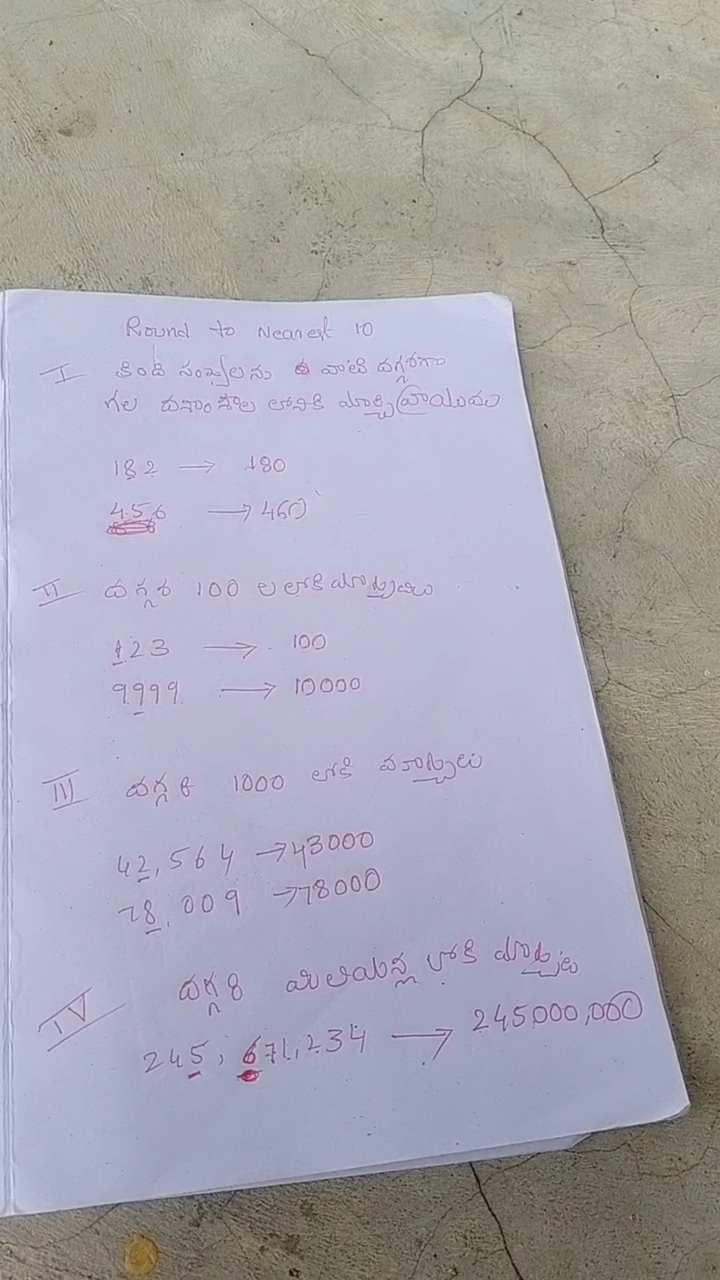 Round to Nearest 10
I కింది సంఖ్యలను వాటి దగ్గరగా
గల దశాంశాల లోనికి మార్చి వ్రాయుదుం
182 → 180
456 → 460
II దగ్గర 100 ల లోకి మార్చుటలు
123 → 100
9999 → 10000
III దగ్గరి 1000 లోకి మార్పులు
42,564 → 43000
78,009 → 78000
IV దగ్గరి మిలియన్ల లోకి మార్పులు
245,671,234 → 245000,000